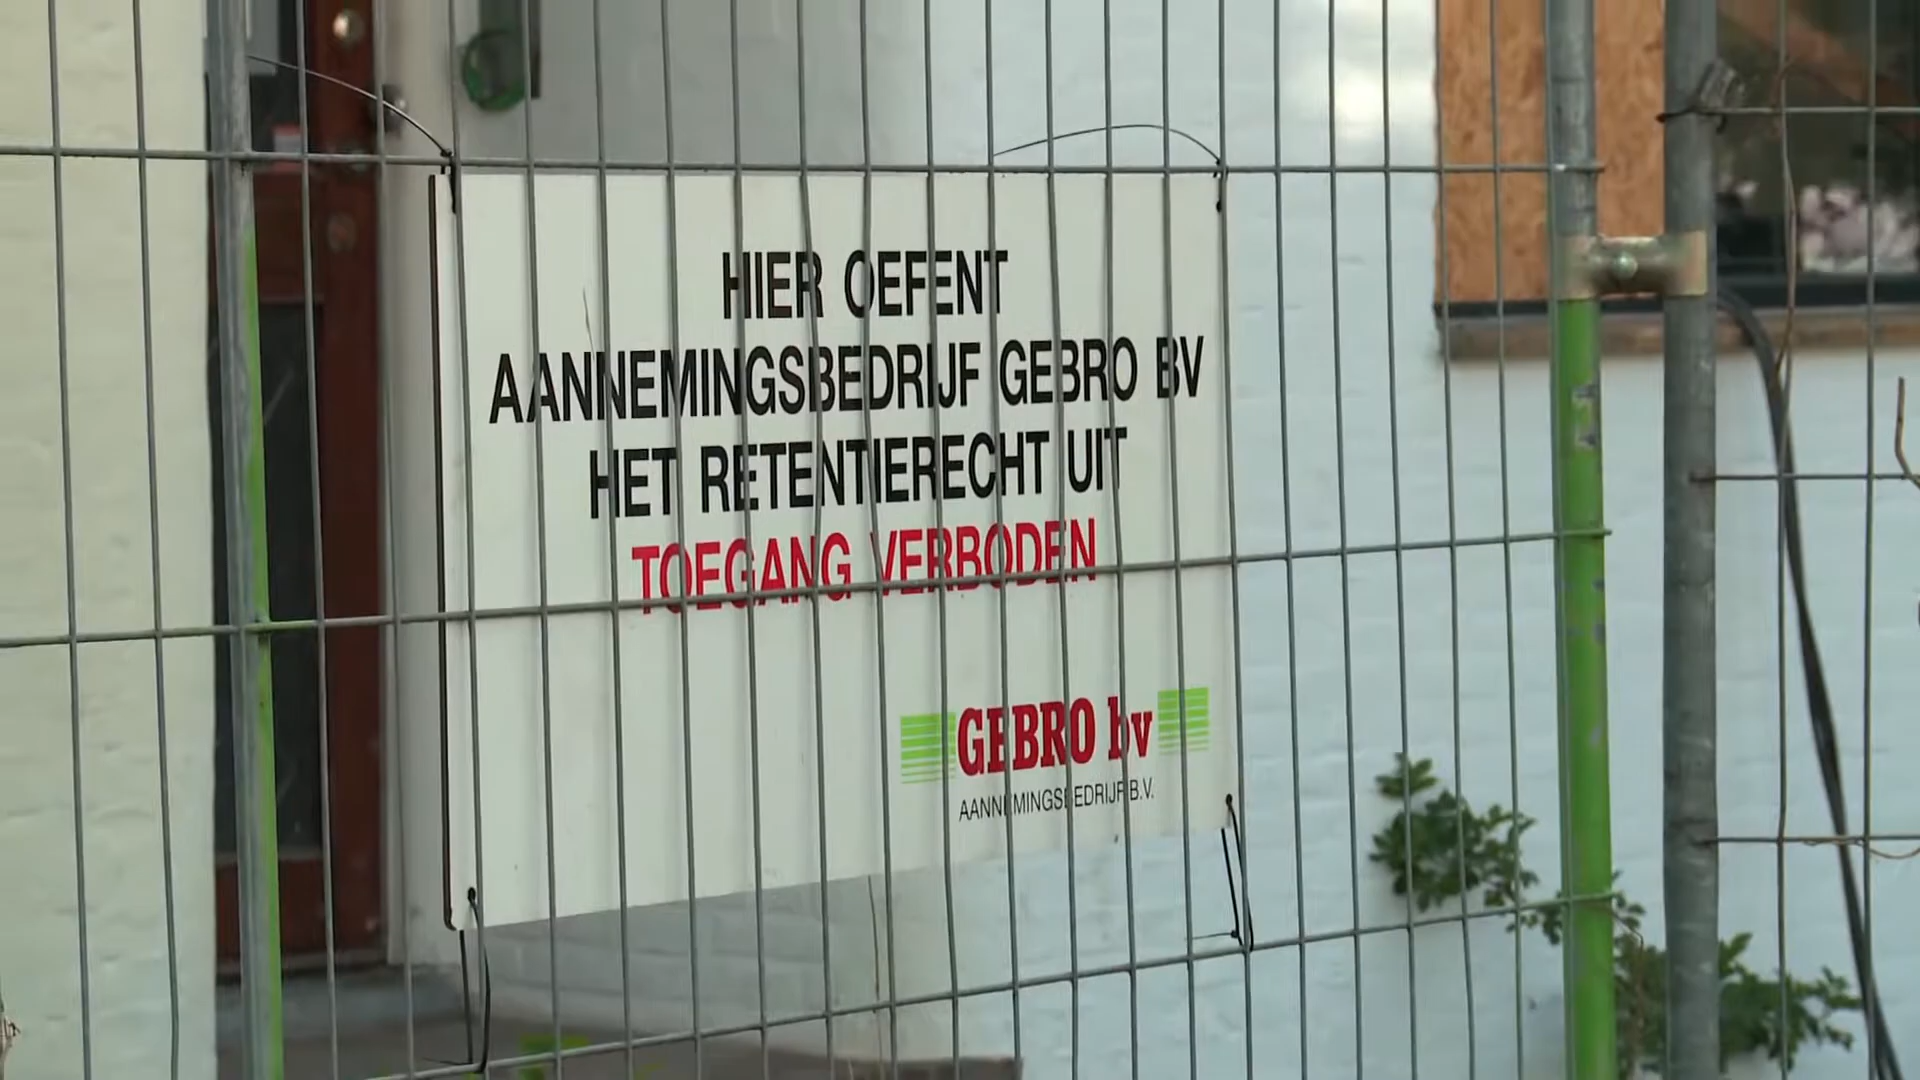 HIER OEFENT
AANNEMINGSBEDRIJF GEBRO BV
HET RETENTIERECHT UIT
TOEGANG VERBODEN
GEBRO bv
AANNEMINGSBEDRIJF B.V.